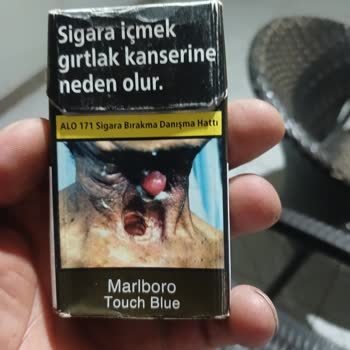 Sigara içmek
gırtlak kanserine
neden olur.
ALO 171 Sigara Bırakma Danışma Hattı
Marlboro
Touch Blue